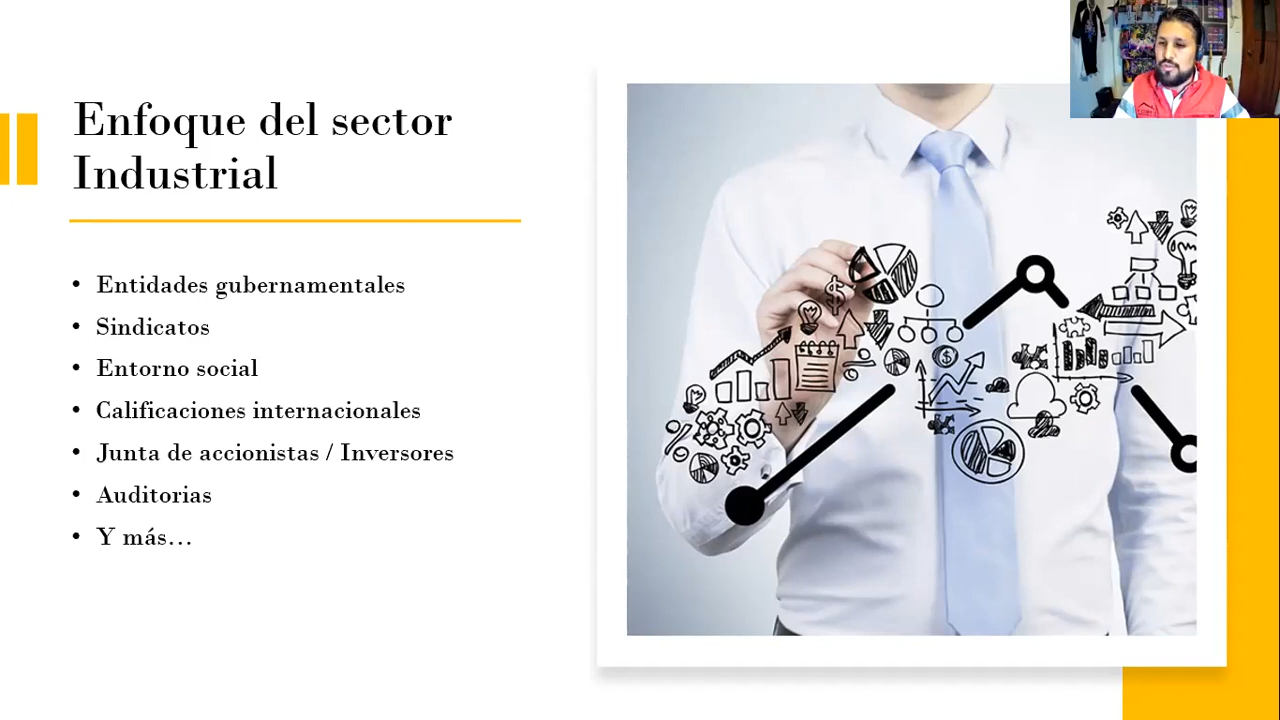 Enfoque del sector
Industrial
• Entidades gubernamentales
• Sindicatos
• Entorno social
• Calificaciones internacionales
• Junta de accionistas / Inversores
• Auditorias
• Y más…